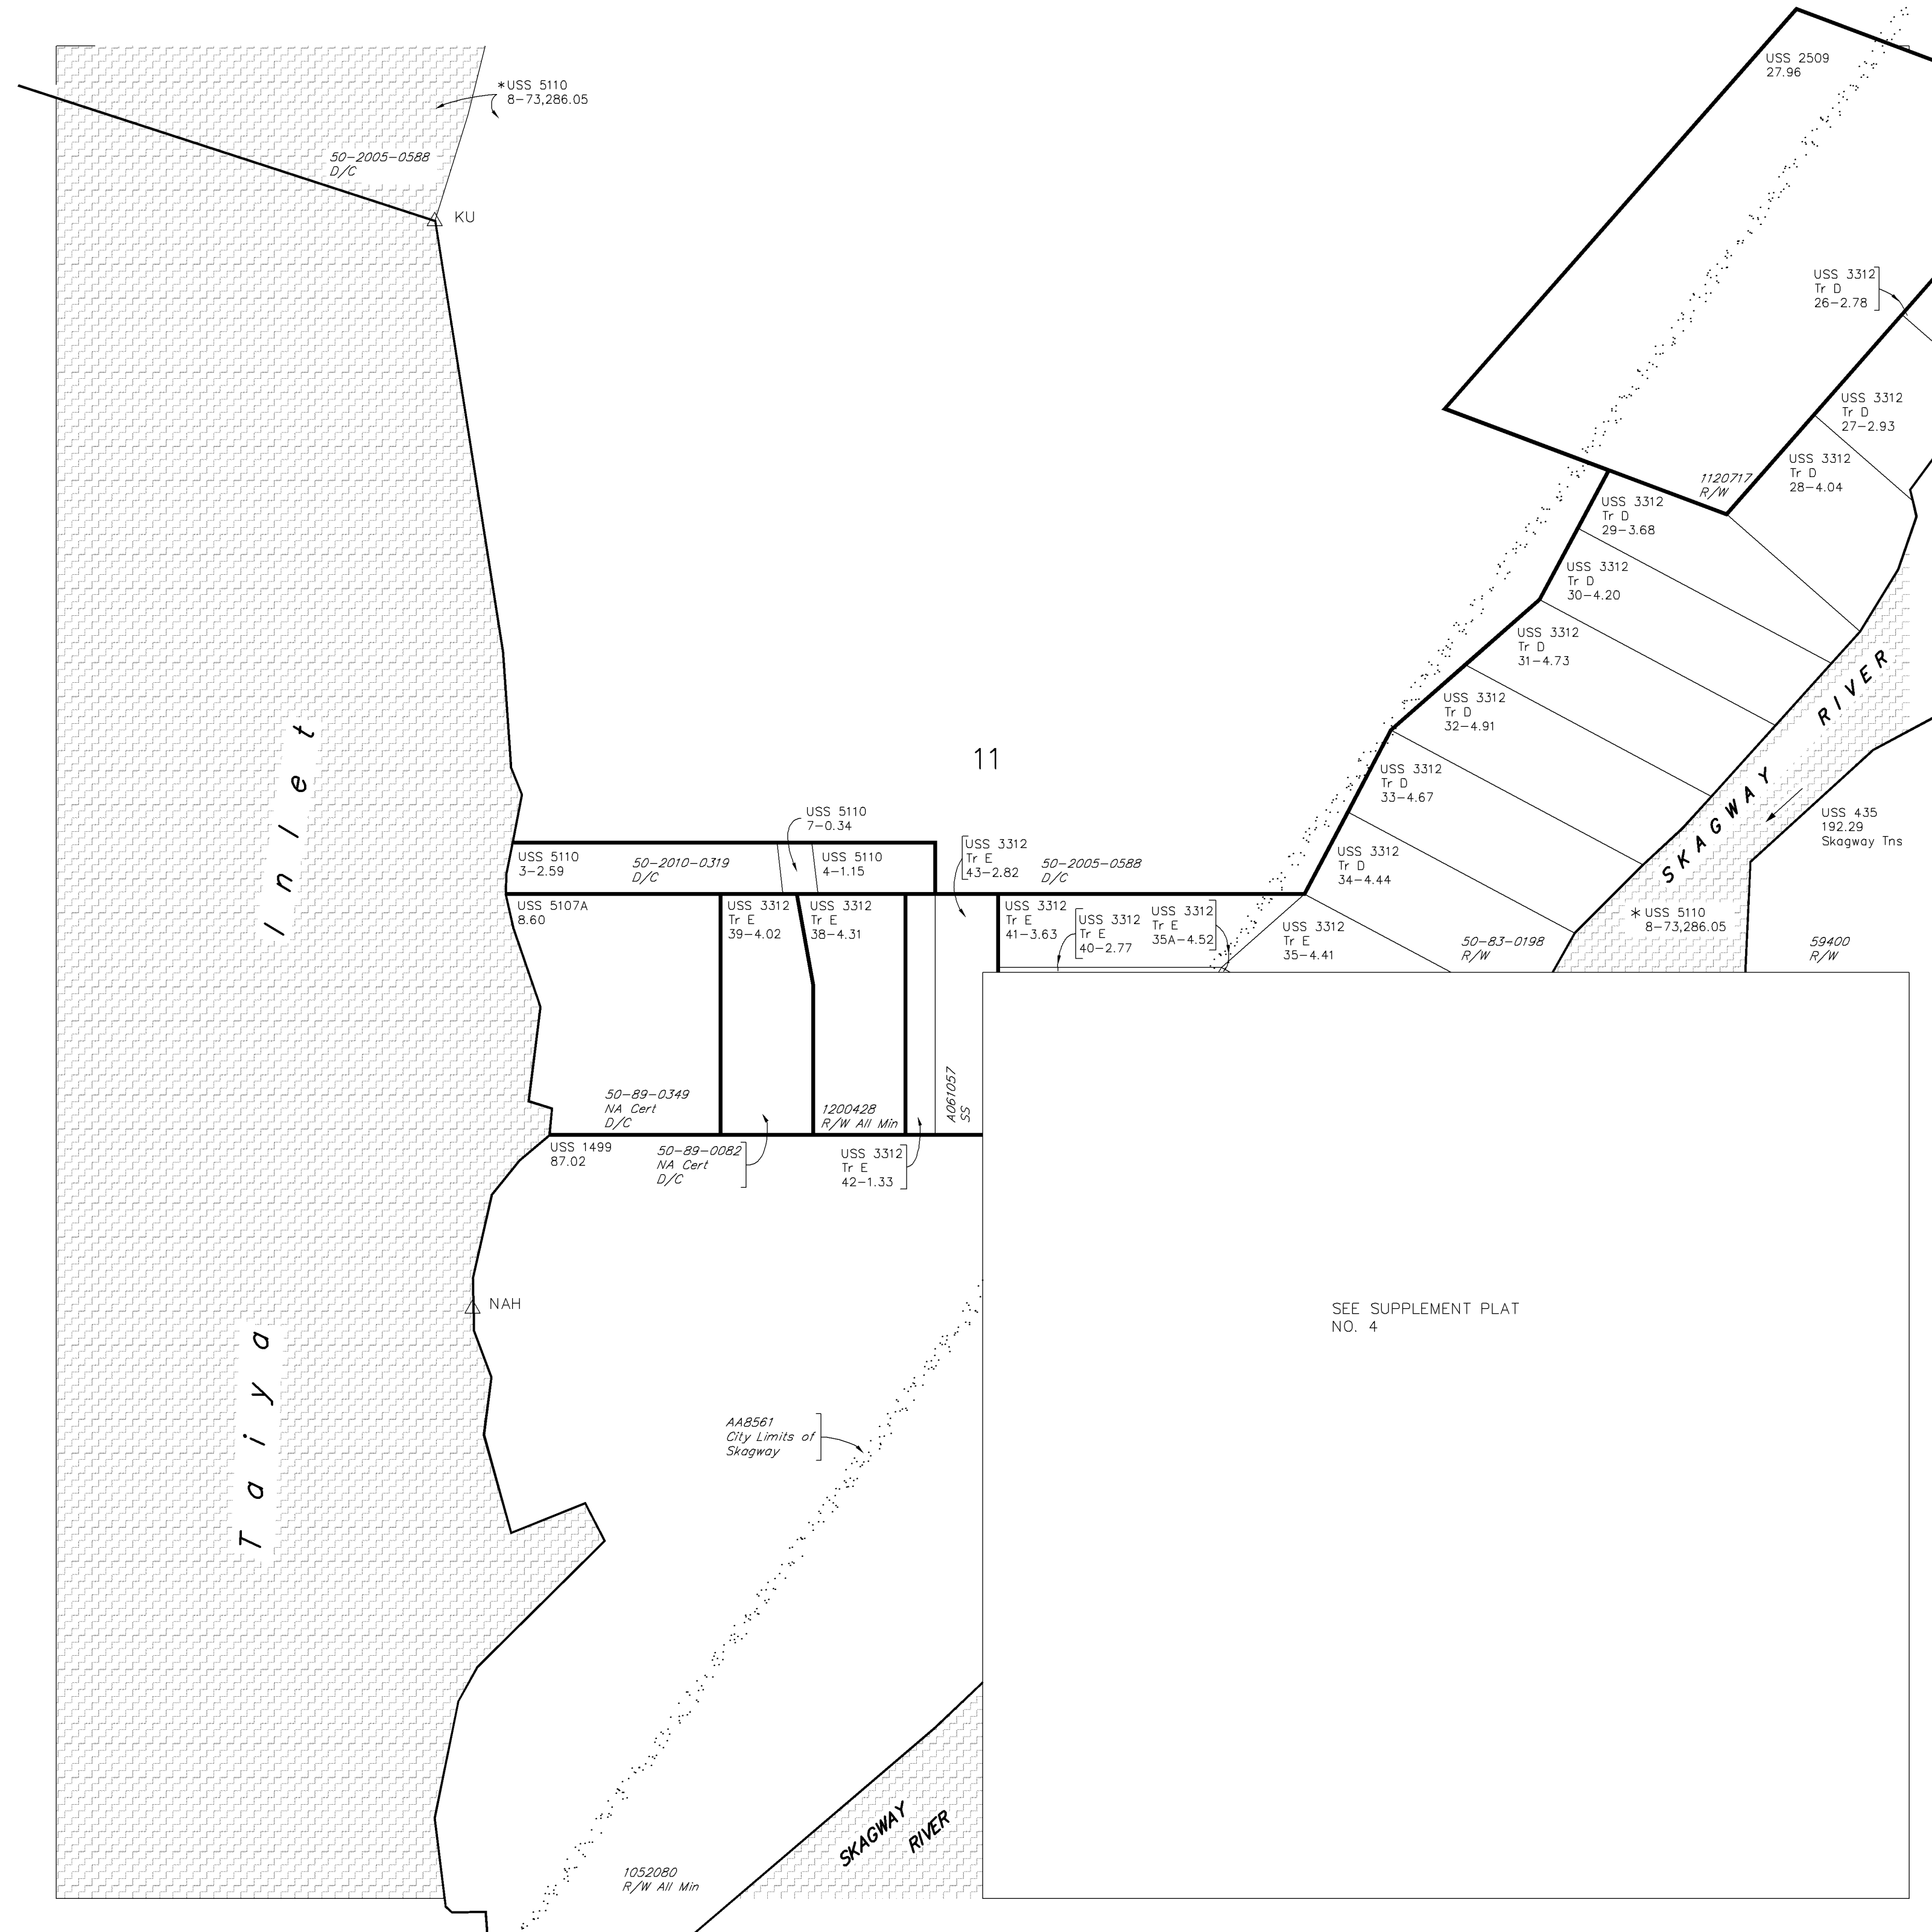 USS 2509
27.96
*USS 5110
8-73,286.05
50-2005-0588
D/C
KU
USS 3312
Tr D
26-2.78
USS 3312
Tr D
27-2.93
USS 3312
Tr D
28-4.04
1120717
R/W
USS 3312
Tr D
29-3.68
USS 3312
Tr D
30-4.20
USS 3312
Tr D
31-4.73
USS 3312
Tr D
32-4.91
USS 3312
Tr D
33-4.67
USS 3312
Tr D
34-4.44
SKAGWAY RIVER
11
USS 435
192.29
Skagway Tns
USS 5110
7-0.34
USS 5110
3-2.59
50-2010-0319
D/C
USS 5110
4-1.15
USS 3312
Tr E
43-2.82
50-2005-0588
D/C
USS 5107A
8.60
USS 3312
Tr E
39-4.02
USS 3312
Tr E
38-4.31
USS 3312
Tr E
41-3.63
USS 3312
Tr E
40-2.77
USS 3312
Tr E
35A-4.52
USS 3312
Tr E
35-4.41
50-83-0198
R/W
* USS 5110
8-73,286.05
59400
R/W
50-89-0349
NA Cert
D/C
1200428
R/W All Min
A061057
SS
USS 1499
87.02
50-89-0082
NA Cert
D/C
USS 3312
Tr E
42-1.33
NAH
SEE SUPPLEMENT PLAT
NO. 4
Taiya Inlet
AA8561
City Limits of
Skagway
SKAGWAY
RIVER
1052080
R/W All Min